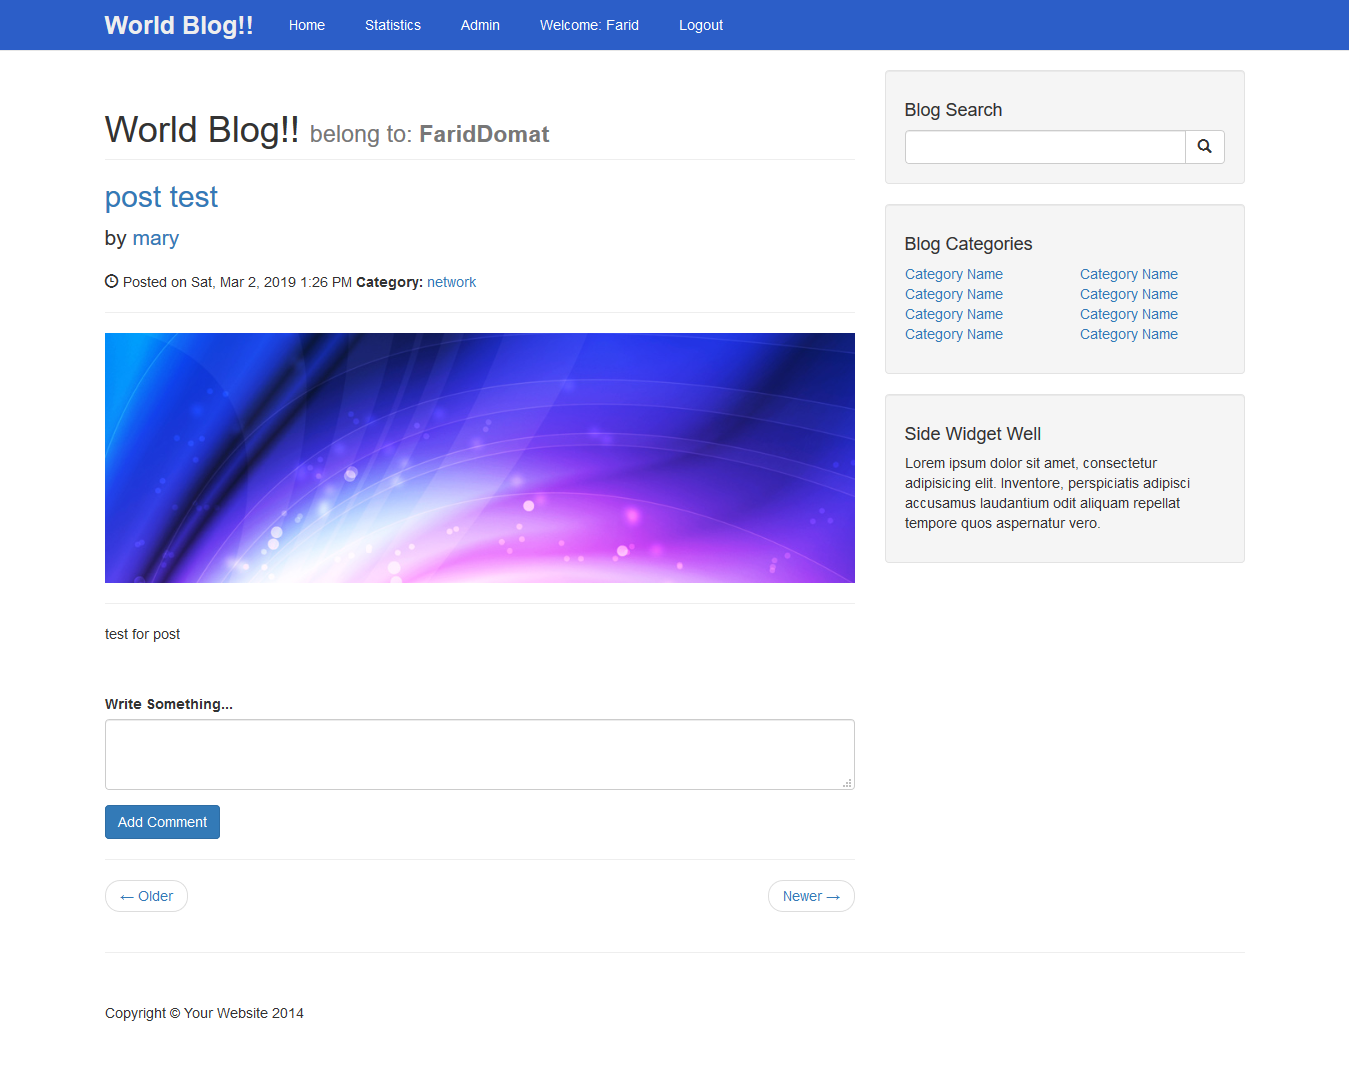 World Blog!! Home Statistics Admin Welcome: Farid Logout
World Blog!! belong to: FaridDomat
post test
by mary
Posted on Sat, Mar 2, 2019 1:26 PM Category: network
test for post
Write Something...
Add Comment
← Older Newer →
Blog Search
Blog Categories
Category Name Category Name
Category Name Category Name
Category Name Category Name
Category Name Category Name
Side Widget Well
Lorem ipsum dolor sit amet, consectetur
adipisicing elit. Inventore, perspiciatis adipisci
accusamus laudantium odit aliquam repellat
tempore quos aspernatur vero.
Copyright © Your Website 2014